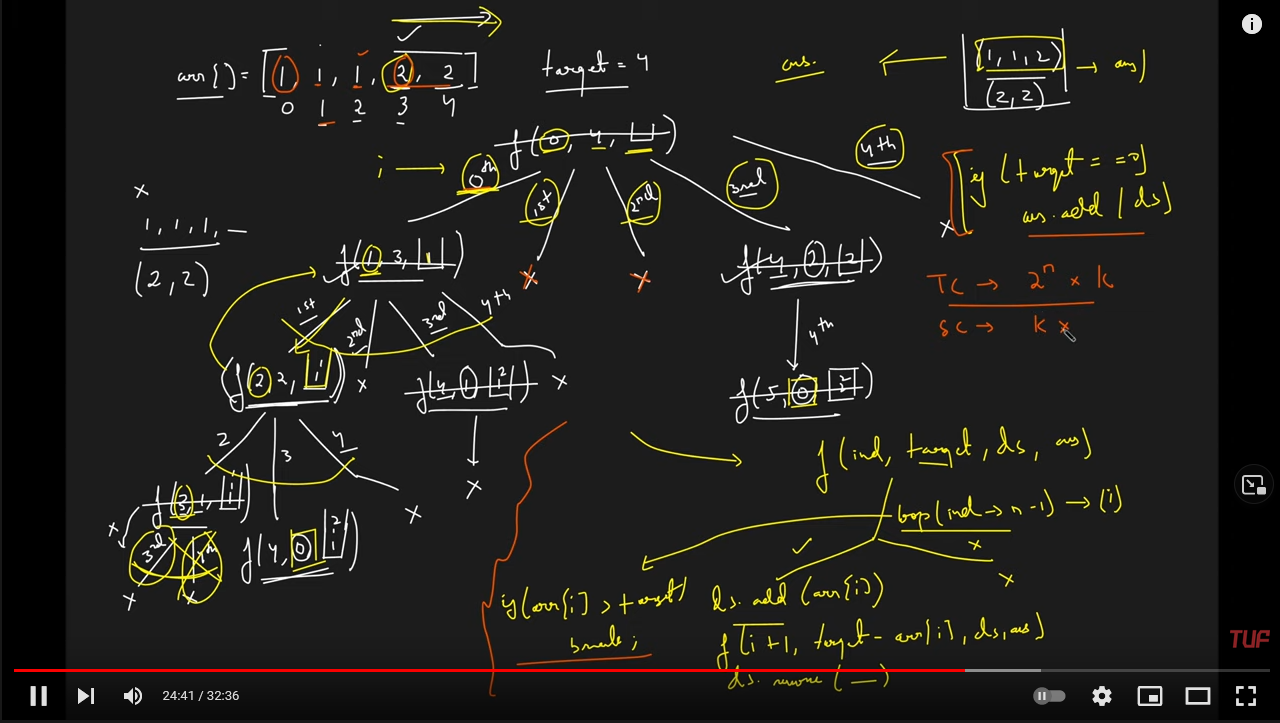 arr[] = [1, 1, 1, 2, 2]
0 1 2 3 4
target = 4
ans.
(1, 1, 2)
(2, 2)
→ ans
f(0, 4, [ ])
i → 0th
1st
2nd
3rd
4th
x
1, 1, 1, _
(2, 2)
if (target == 0)
ans.add(ds)
TC → 2^n × k
SC → k ×
f(1, 3, [1])
x
x
f(4, 2, [2])
x
1st
2nd
3rd
4th
4th
f(2, 2, [1 1])
x
f(4, 1, [2 1])
x
f(5, 0, [2 2])
2
3
4
x
x
f(3, 1, [1 1])
x
3rd
4th
x
x
f(4, 0, [2 1 1])
f(ind, target, ds, ans)
loop(ind → n-1) → (i)
x
x
if (arr[i] > target)
break;
ds.add(arr[i])
f(i+1, target - arr[i], ds, ans)
ds.remove(—)
TUF
24:41 / 32:36